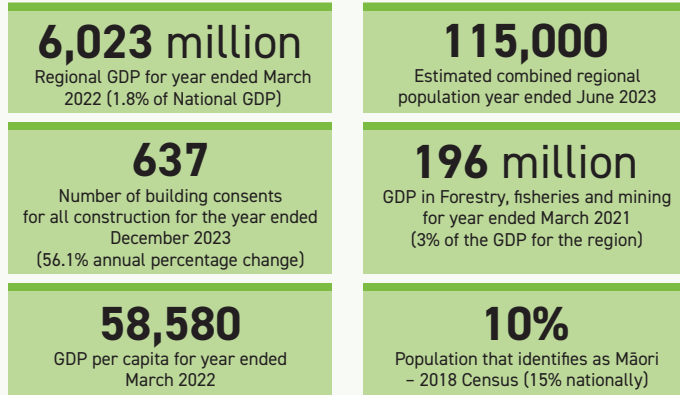 6,023 million
Regional GDP for year ended March
2022 (1.8% of National GDP)
115,000
Estimated combined regional
population year ended June 2023
637
Number of building consents
for all construction for the year ended
December 2023
(56.1% annual percentage change)
196 million
GDP in Forestry, fisheries and mining
for year ended March 2021
(3% of the GDP for the region)
58,580
GDP per capita for year ended
March 2022
10%
Population that identifies as Māori
– 2018 Census (15% nationally)